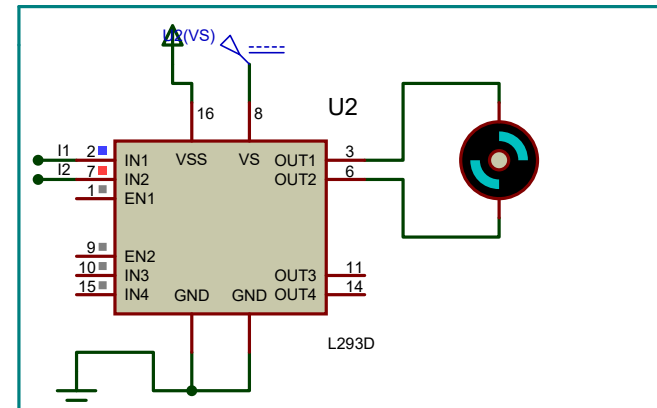 U2(VS)
16
8
U2
I1
2
IN1
VSS
VS
OUT1
3
I2
7
IN2
OUT2
6
1
EN1
9
EN2
10
IN3
OUT3
11
15
IN4
GND
GND
OUT4
14
L293D